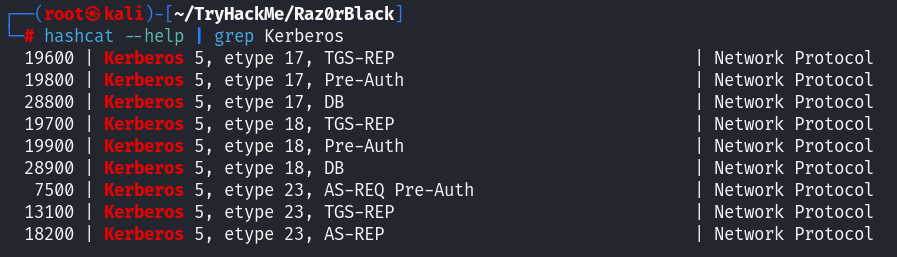 ┌──(root㉿kali)-[~/TryHackMe/Raz0rBlack]
└─# hashcat --help | grep Kerberos
19600 | Kerberos 5, etype 17, TGS-REP | Network Protocol
19800 | Kerberos 5, etype 17, Pre-Auth | Network Protocol
28800 | Kerberos 5, etype 17, DB | Network Protocol
19700 | Kerberos 5, etype 18, TGS-REP | Network Protocol
19900 | Kerberos 5, etype 18, Pre-Auth | Network Protocol
28900 | Kerberos 5, etype 18, DB | Network Protocol
7500 | Kerberos 5, etype 23, AS-REQ Pre-Auth | Network Protocol
13100 | Kerberos 5, etype 23, TGS-REP | Network Protocol
18200 | Kerberos 5, etype 23, AS-REP | Network Protocol